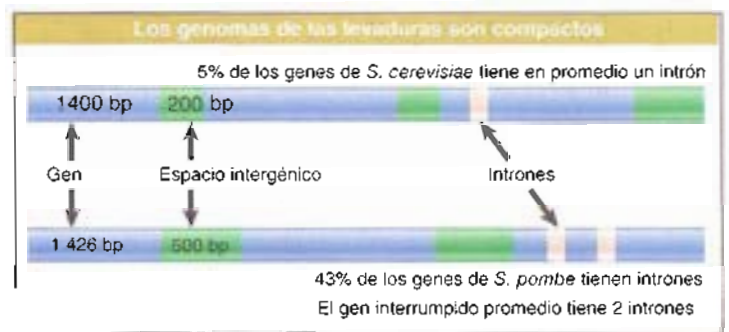 Los genomas de las levaduras son compactos
5% de los genes de S. cerevisiae tiene en promedio un intrón
1400 bp 200 bp
Gen Espacio intergénico Intrones
1 426 bp 500 bp
43% de los genes de S. pombe tienen intrones
El gen interrumpido promedio tiene 2 intrones